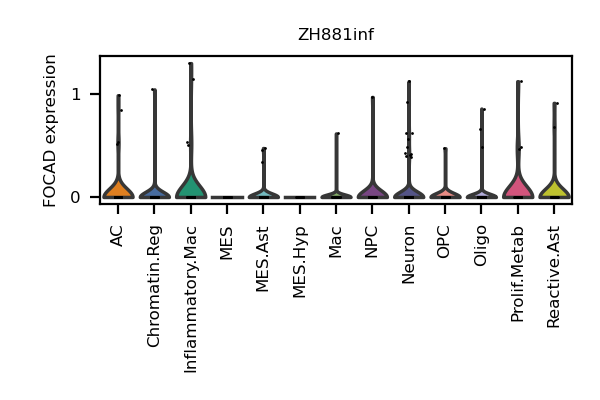 ZH881inf
FOCAD expression
1
0
AC
Chromatin.Reg
Inflammatory.Mac
MES
MES.Ast
MES.Hyp
Mac
NPC
Neuron
OPC
Oligo
Prolif.Metab
Reactive.Ast